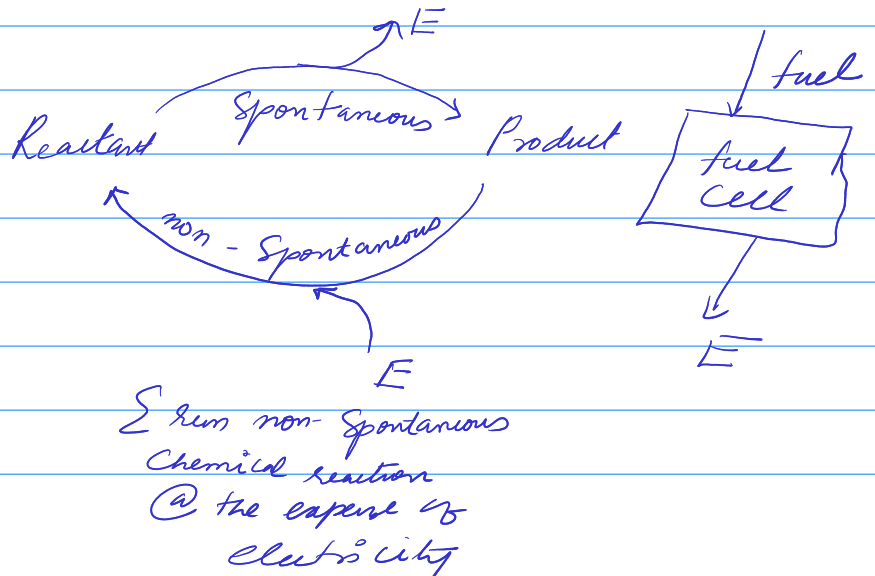 E
fuel
Spontaneous
Reactant
Product
fuel
cell
non - Spontaneous
E
E
Σ run non-Spontaneous
Chemical reaction
@ the expense of
electricity